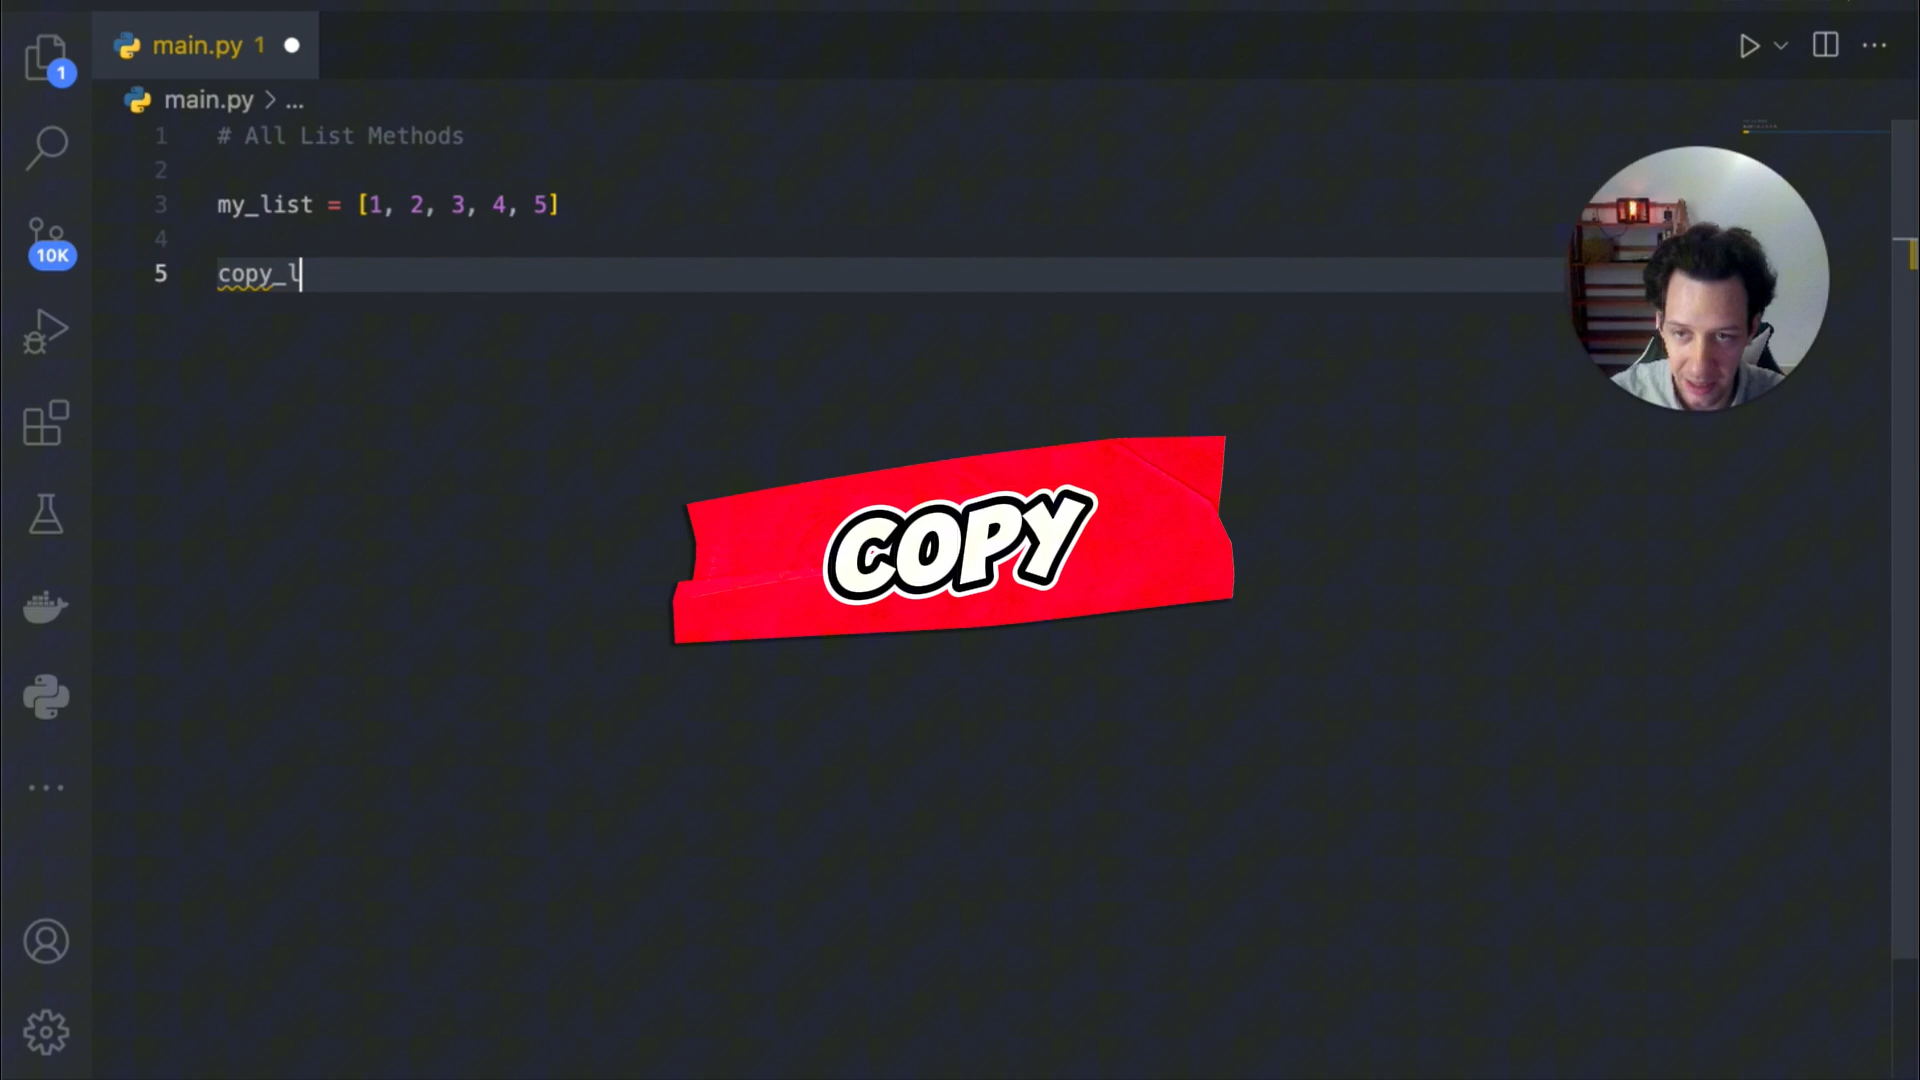 main.py 1
1
main.py > ...
1 # All List Methods
2
3 my_list = [1, 2, 3, 4, 5]
4
10K
5 copy_l
COPY